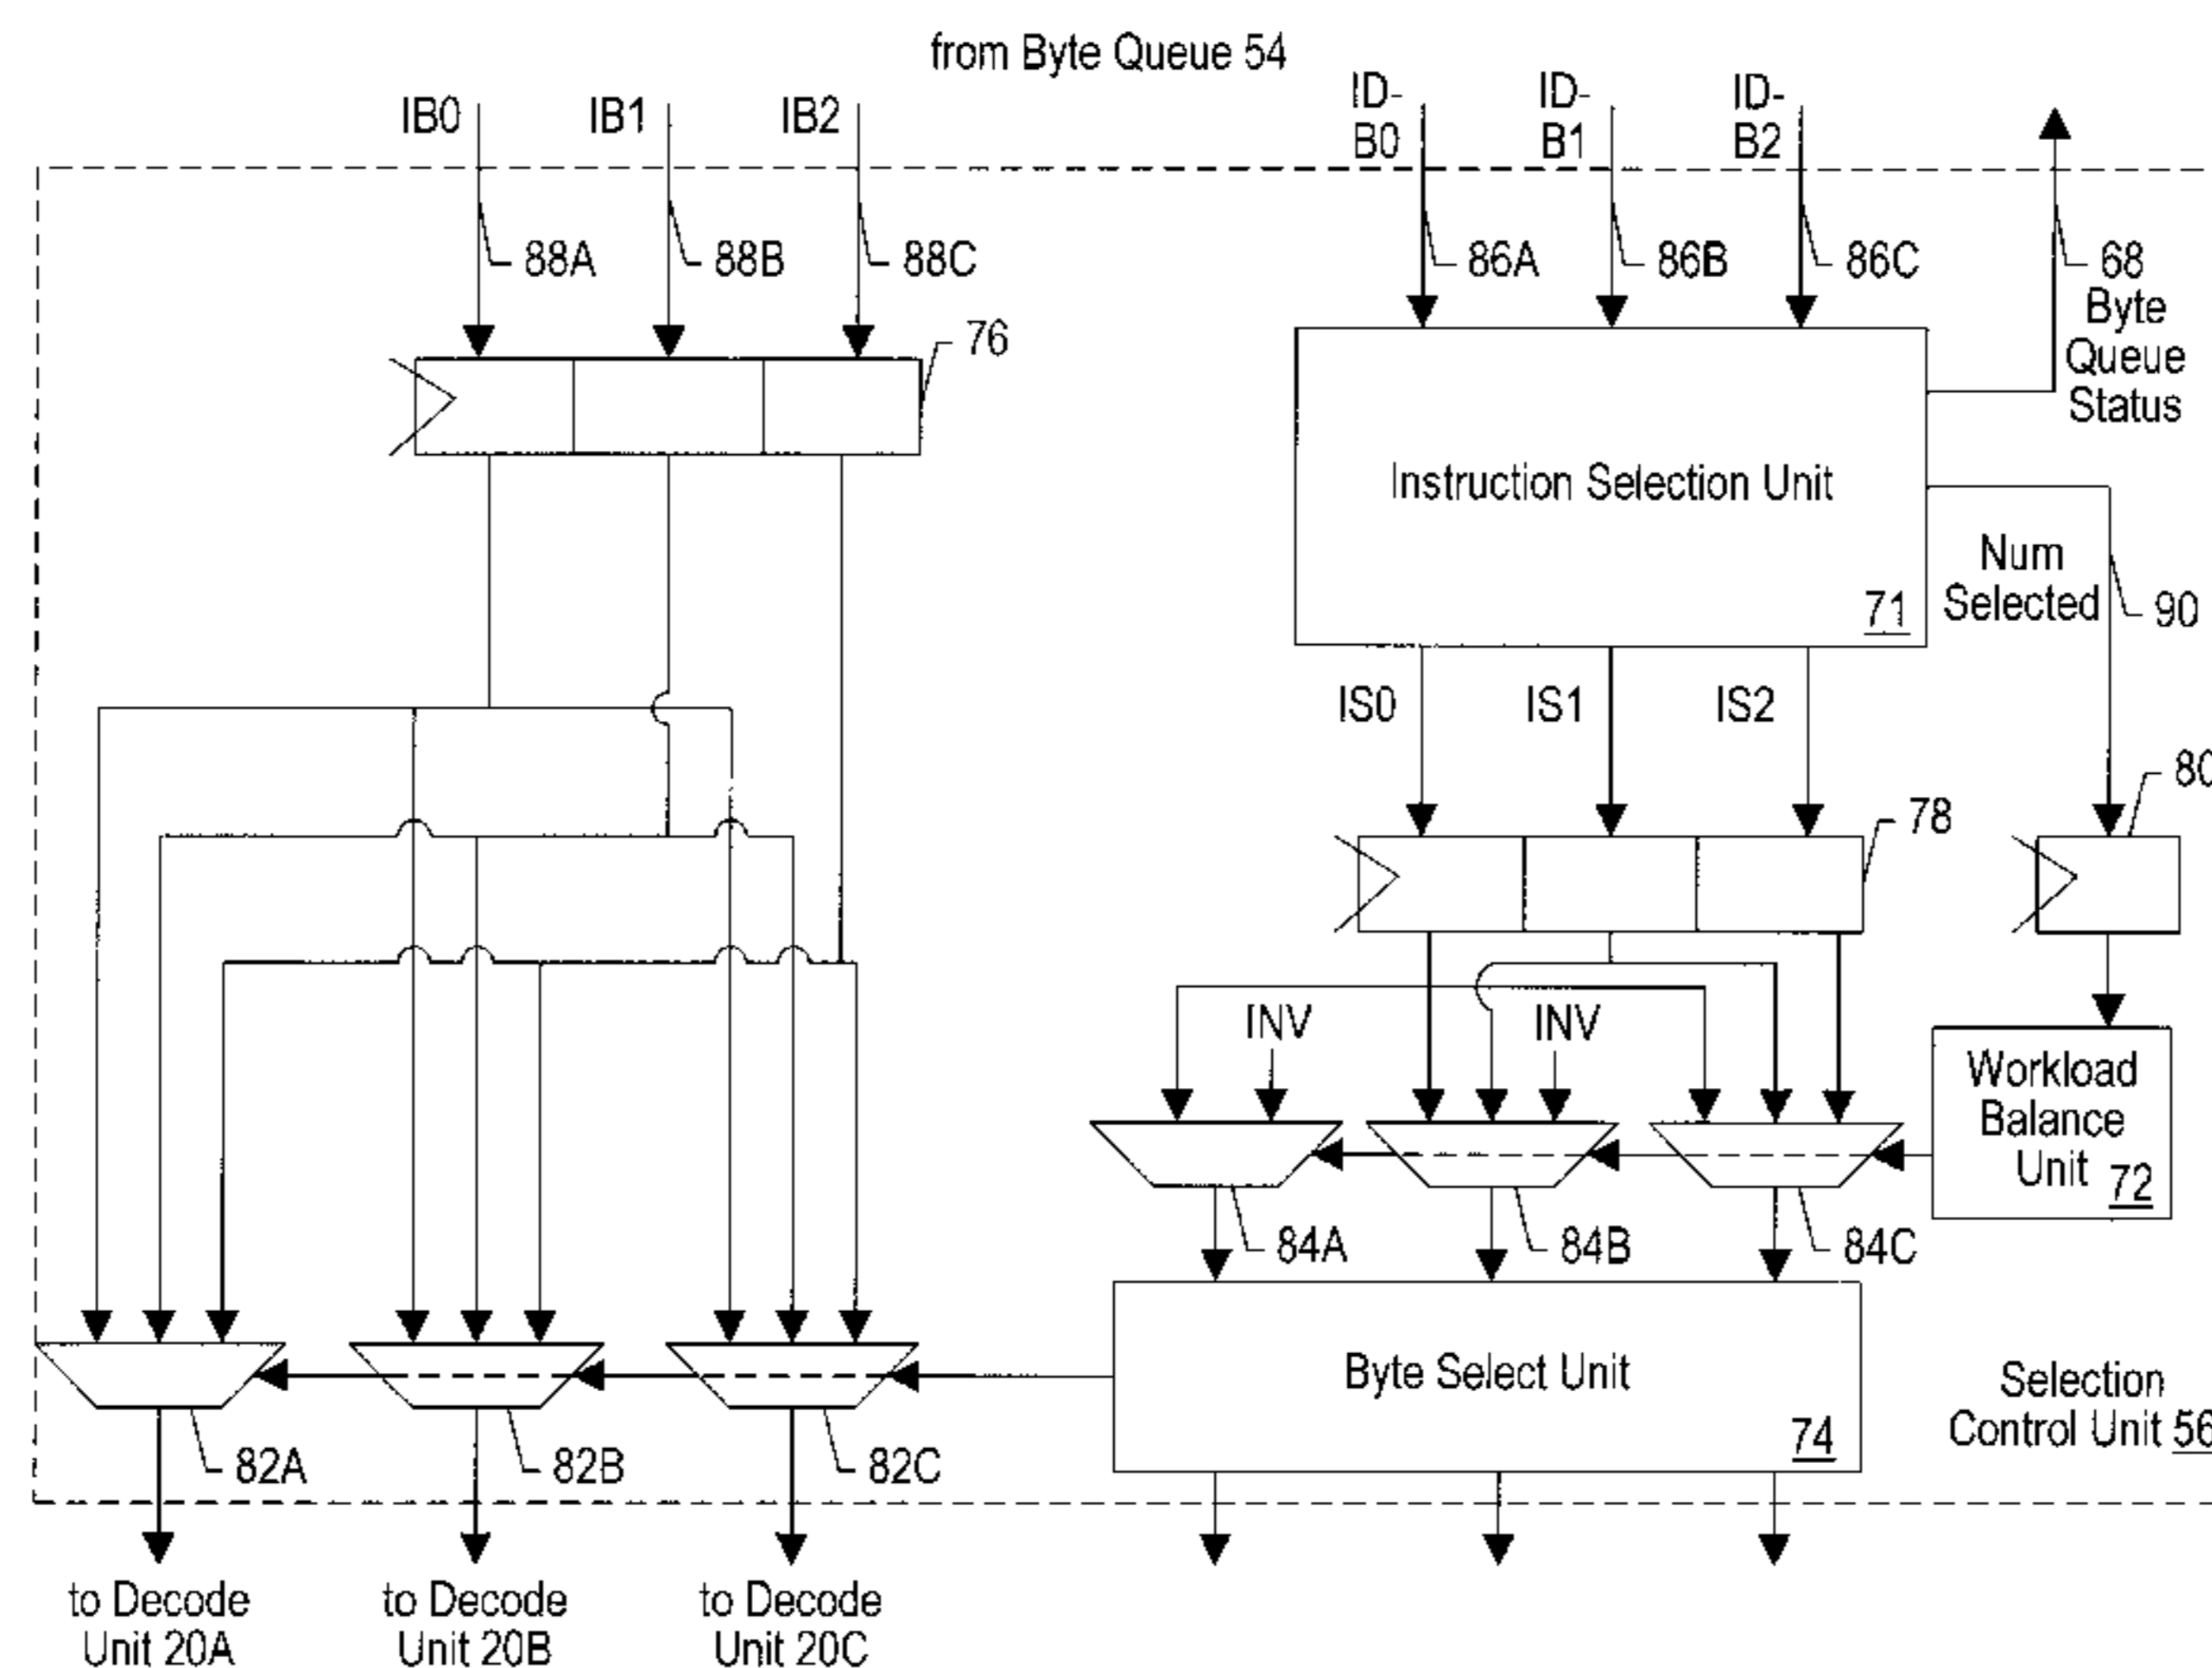 from Byte Queue 54
IB0
IB1
IB2
ID-
B0
ID-
B1
ID-
B2
88A
88B
88C
86A
86B
86C
68
Byte
Queue
Status
76
Instruction Selection Unit
71
Num
Selected
90
IS0
IS1
IS2
80
78
INV
INV
Workload
Balance
Unit
72
84A
84B
84C
Byte Select Unit
74
Selection
Control Unit 56
82A
82B
82C
to Decode
Unit 20A
to Decode
Unit 20B
to Decode
Unit 20C